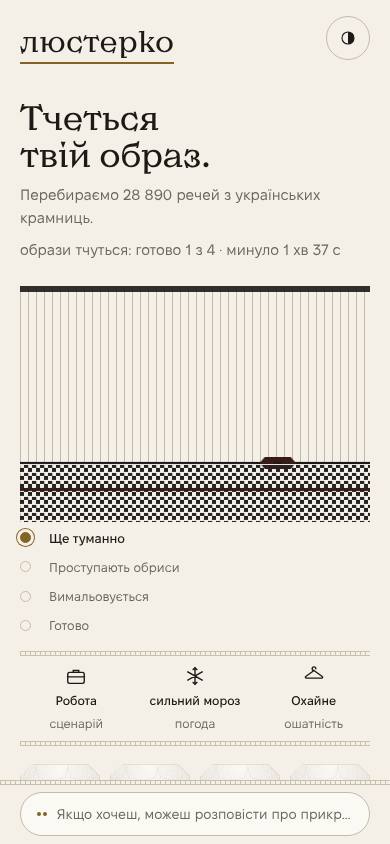 люстерко
Тчеться
твій образ.
Перебираємо 28 890 речей з українських
крамниць.
образи тчуться: готово 1 з 4 · минуло 1 хв 37 с
Ще туманно
Проступають обриси
Вимальовується
Готово
Робота
сценарій
сильний мороз
погода
Охайне
ошатність
Якщо хочеш, можеш розповісти про прикр...